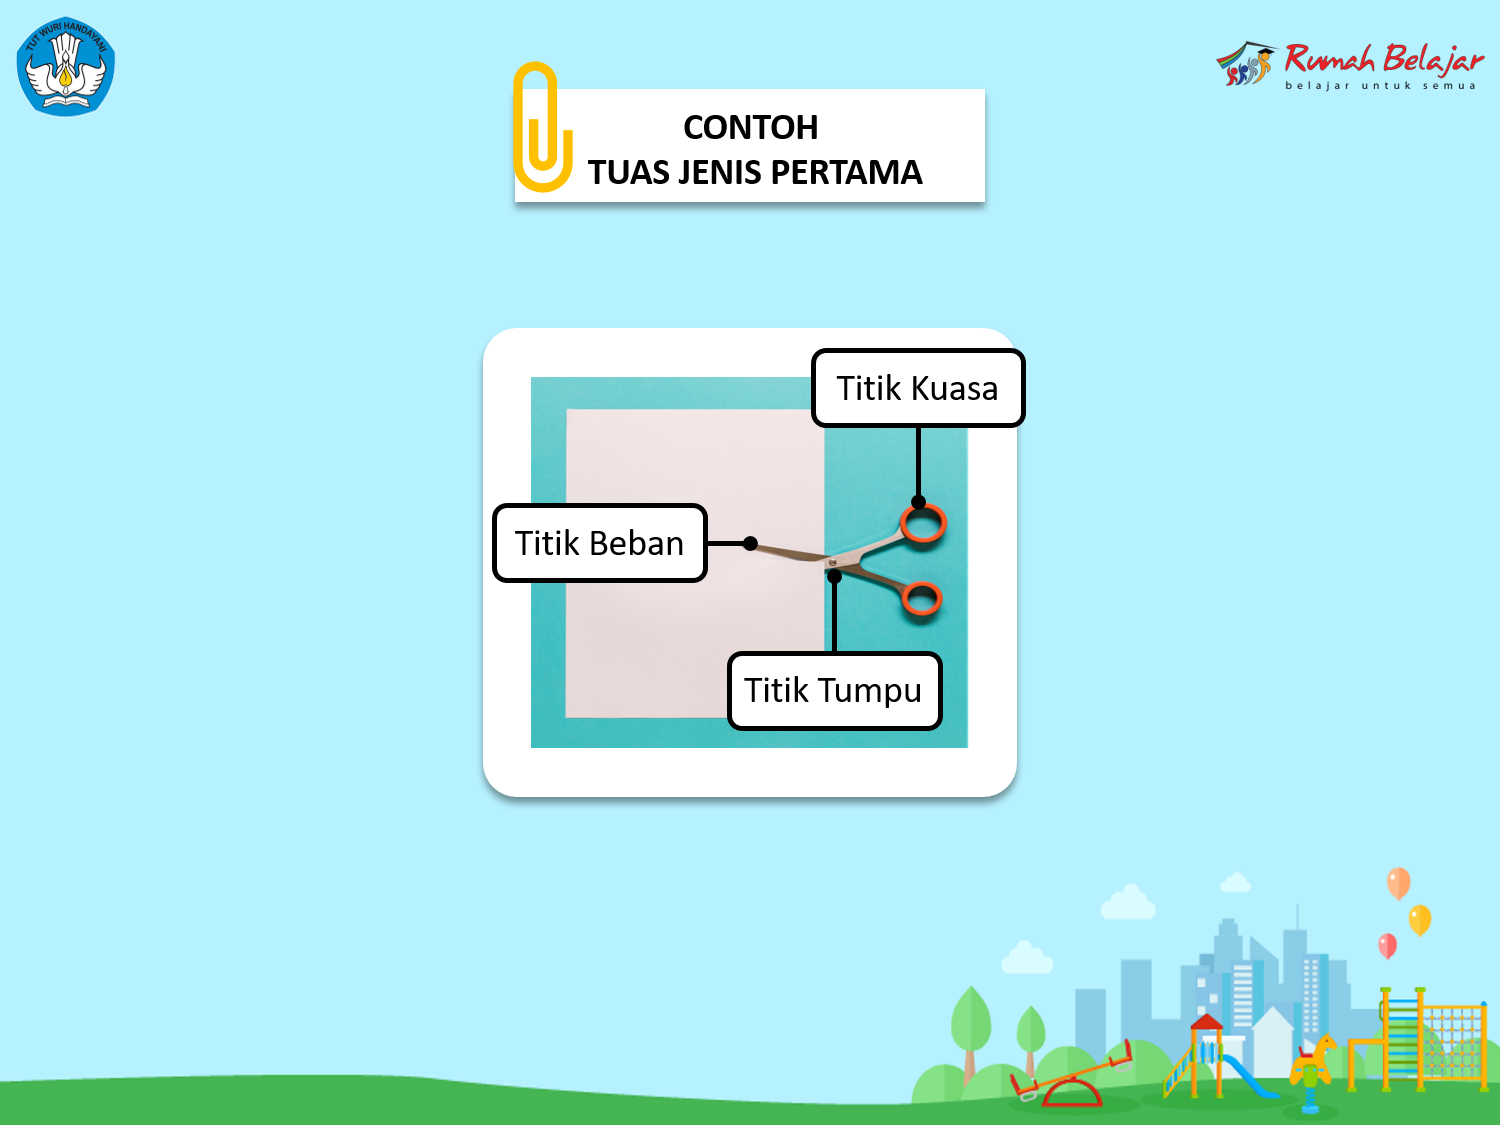 TUT WURI HANDAYANI
Rumah Belajar
belajar untuk semua
CONTOH
TUAS JENIS PERTAMA
Titik Kuasa
Titik Beban
Titik Tumpu